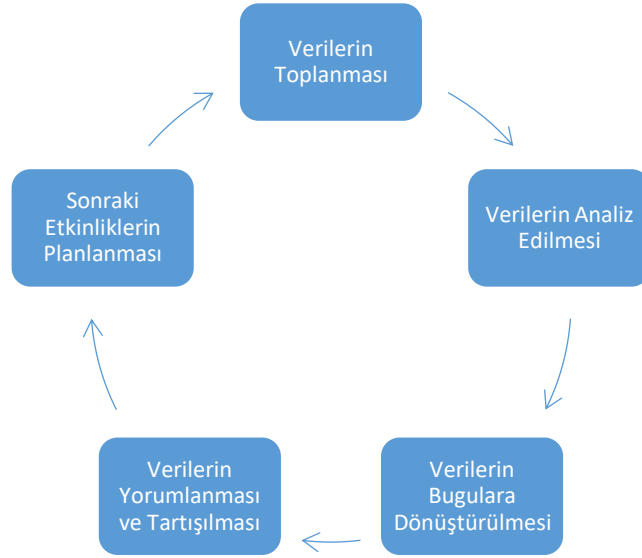 Verilerin
Toplanması
Verilerin Analiz
Edilmesi
Verilerin
Bugulara
Dönüştürülmesi
Verilerin
Yorumlanması
ve Tartışılması
Sonraki
Etkinliklerin
Planlanması